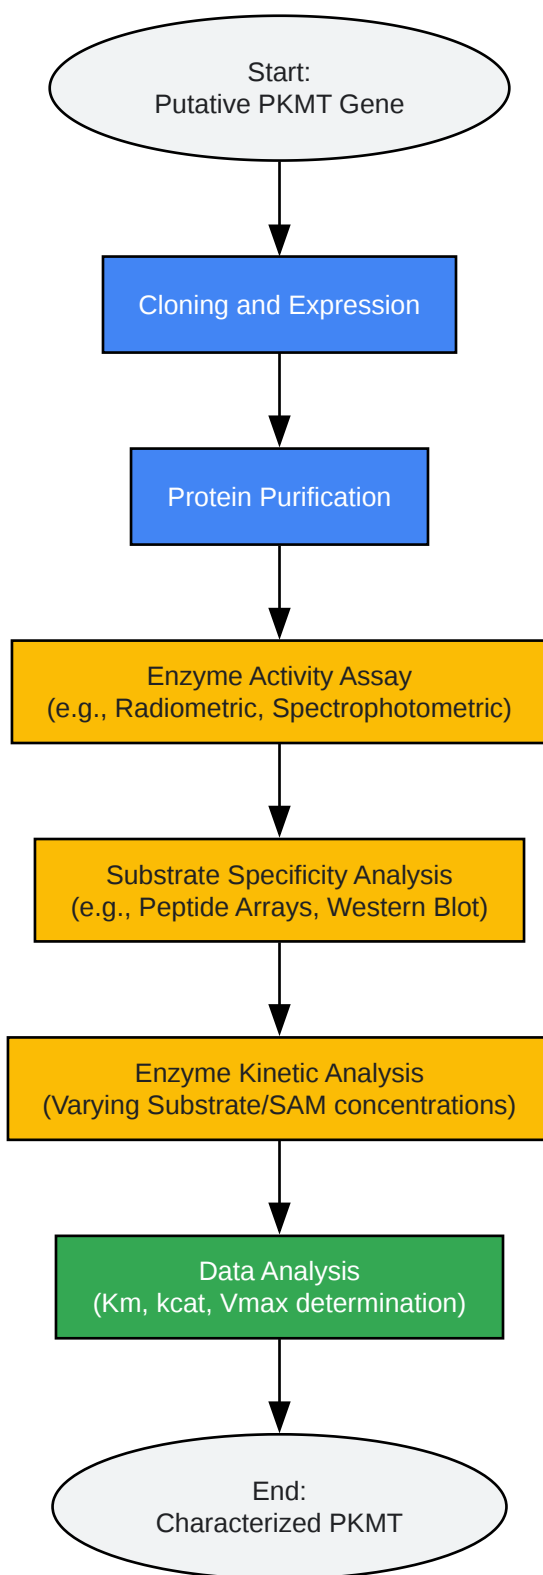 Start:
Putative PKMT Gene
Cloning and Expression
Protein Purification
Enzyme Activity Assay
(e.g., Radiometric, Spectrophotometric)
Substrate Specificity Analysis
(e.g., Peptide Arrays, Western Blot)
Enzyme Kinetic Analysis
(Varying Substrate/SAM concentrations)
Data Analysis
(Km, kcat, Vmax determination)
End:
Characterized PKMT